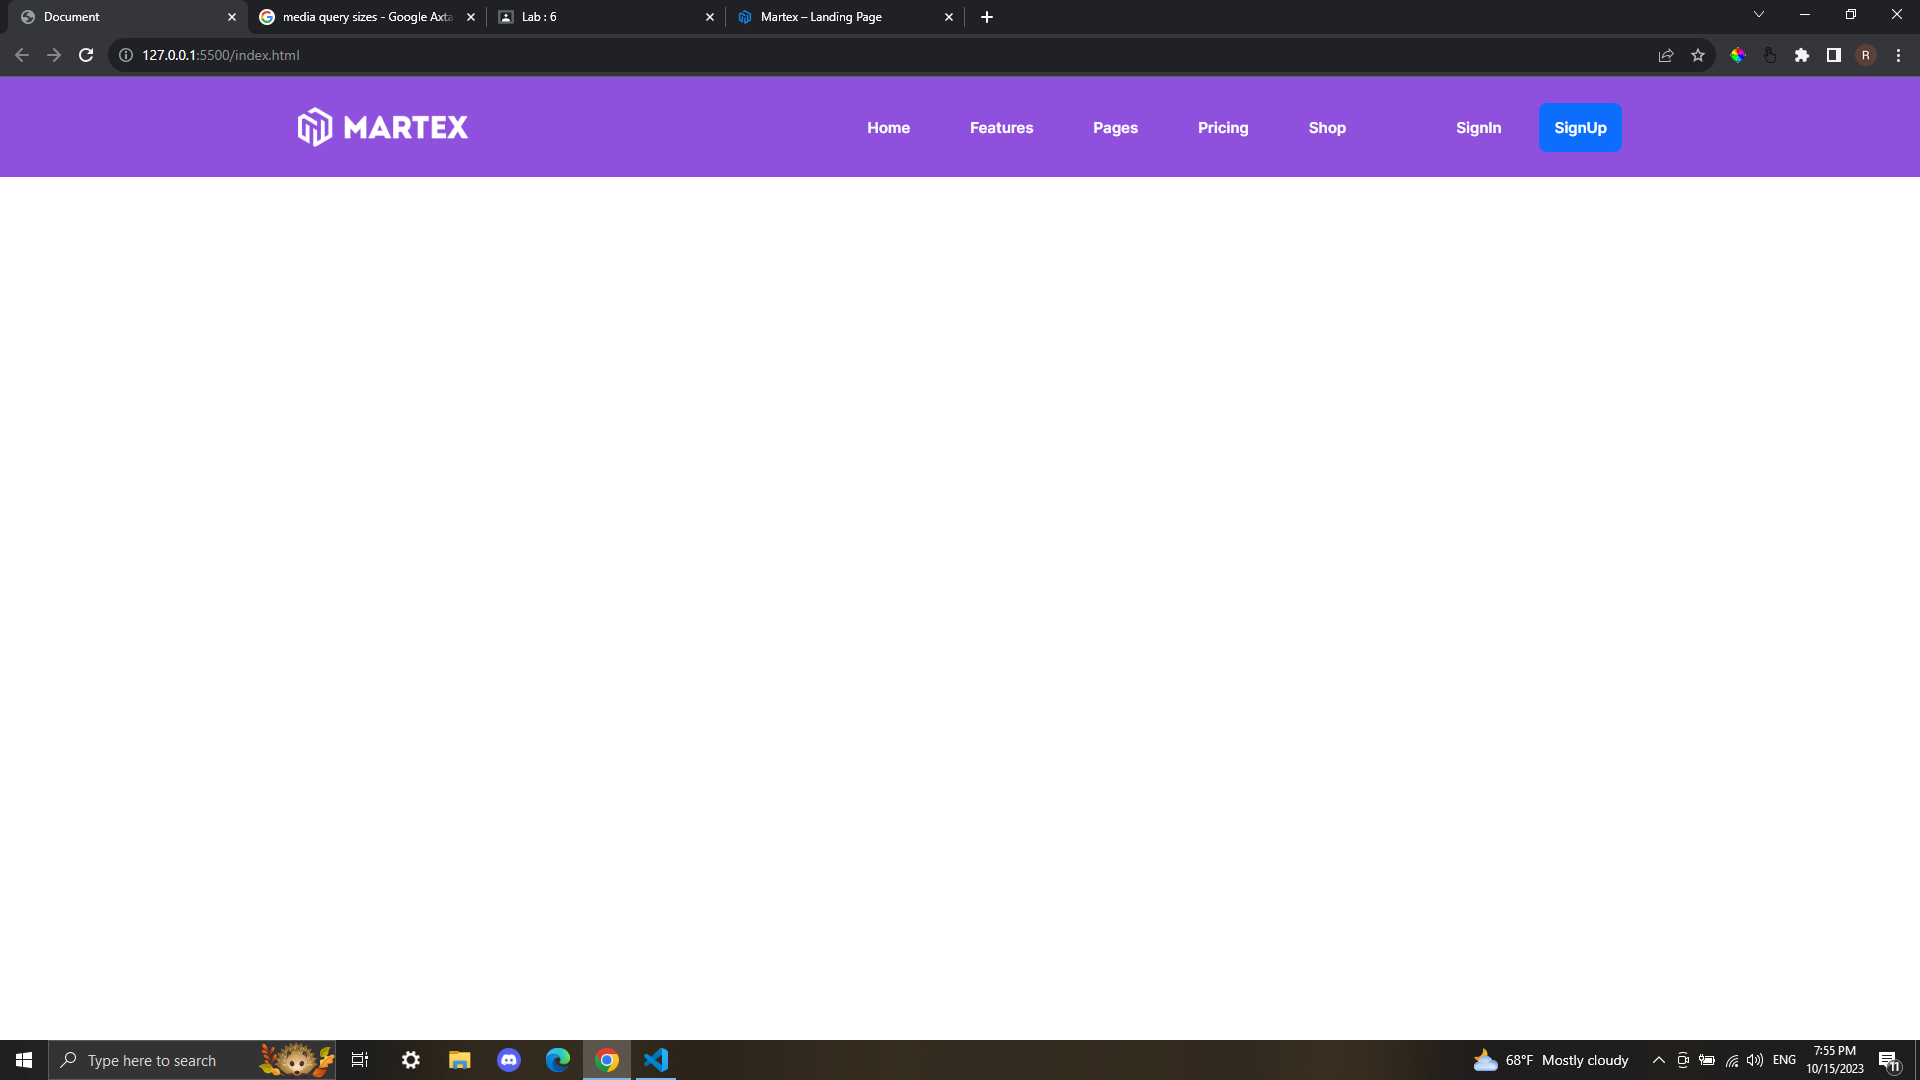 Document
media query sizes - Google Axta
Lab : 6
Martex – Landing Page
127.0.0.1:5500/index.html
R
MARTEX
Home
Features
Pages
Pricing
Shop
SignIn
SignUp
Type here to search
68°F Mostly cloudy
ENG
7:55 PM
10/15/2023
11